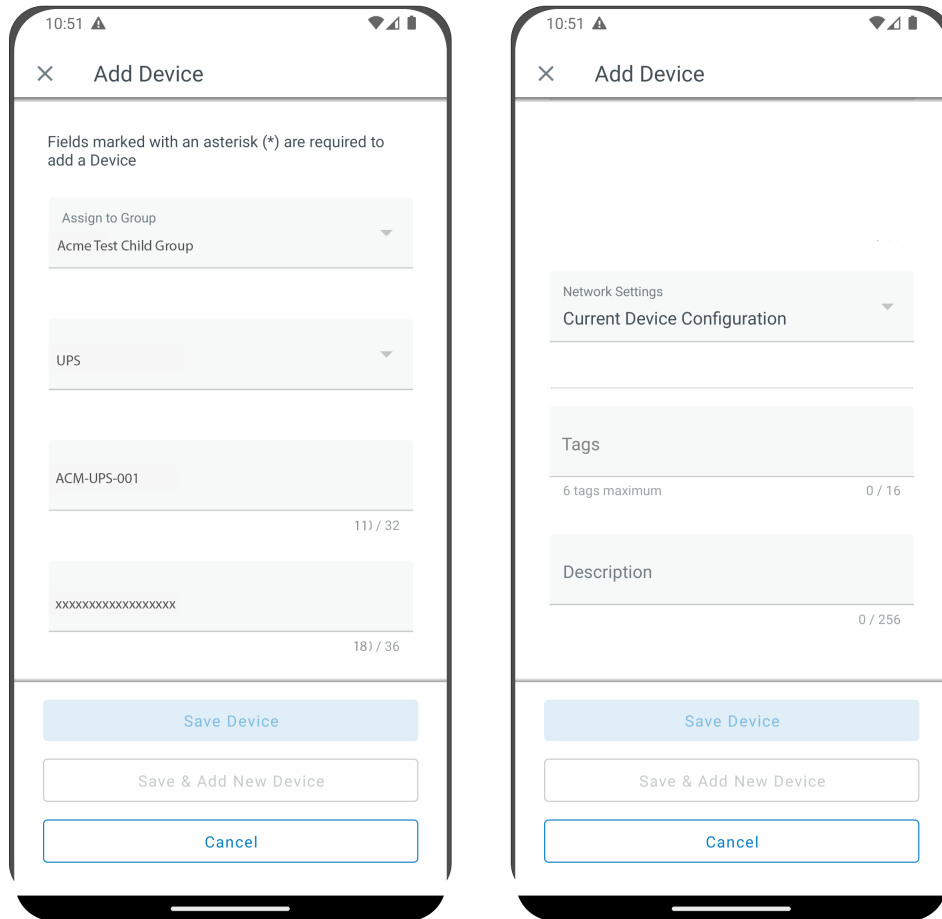 10:51
Add Device
Fields marked with an asterisk (*) are required to
add a Device
Assign to Group
Acme Test Child Group
UPS
ACM-UPS-001
11) / 32
xxxxxxxxxxxxxxxxxx
18) / 36
Save Device
Save & Add New Device
Cancel
10:51
Add Device
Network Settings
Current Device Configuration
Tags
6 tags maximum
0 / 16
Description
0 / 256
Save Device
Save & Add New Device
Cancel